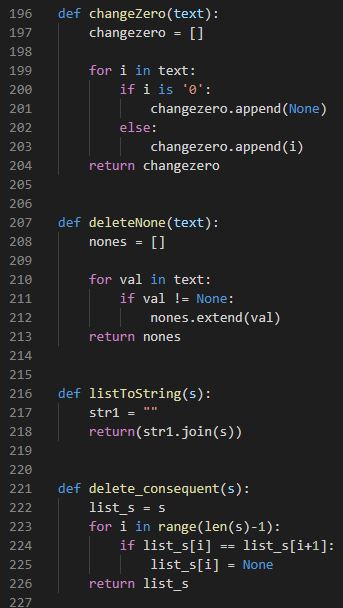 196 def changeZero(text):
197     changezero = []
198
199     for i in text:
200         if i is '0':
201             changezero.append(None)
202         else:
203             changezero.append(i)
204     return changezero
205
206
207 def deleteNone(text):
208     nones = []
209
210     for val in text:
211         if val != None:
212             nones.extend(val)
213     return nones
214
215
216 def listToString(s):
217     str1 = ""
218     return(str1.join(s))
219
220
221 def delete_consequent(s):
222     list_s = s
223     for i in range(len(s)-1):
224         if list_s[i] == list_s[i+1]:
225             list_s[i] = None
226     return list_s
227